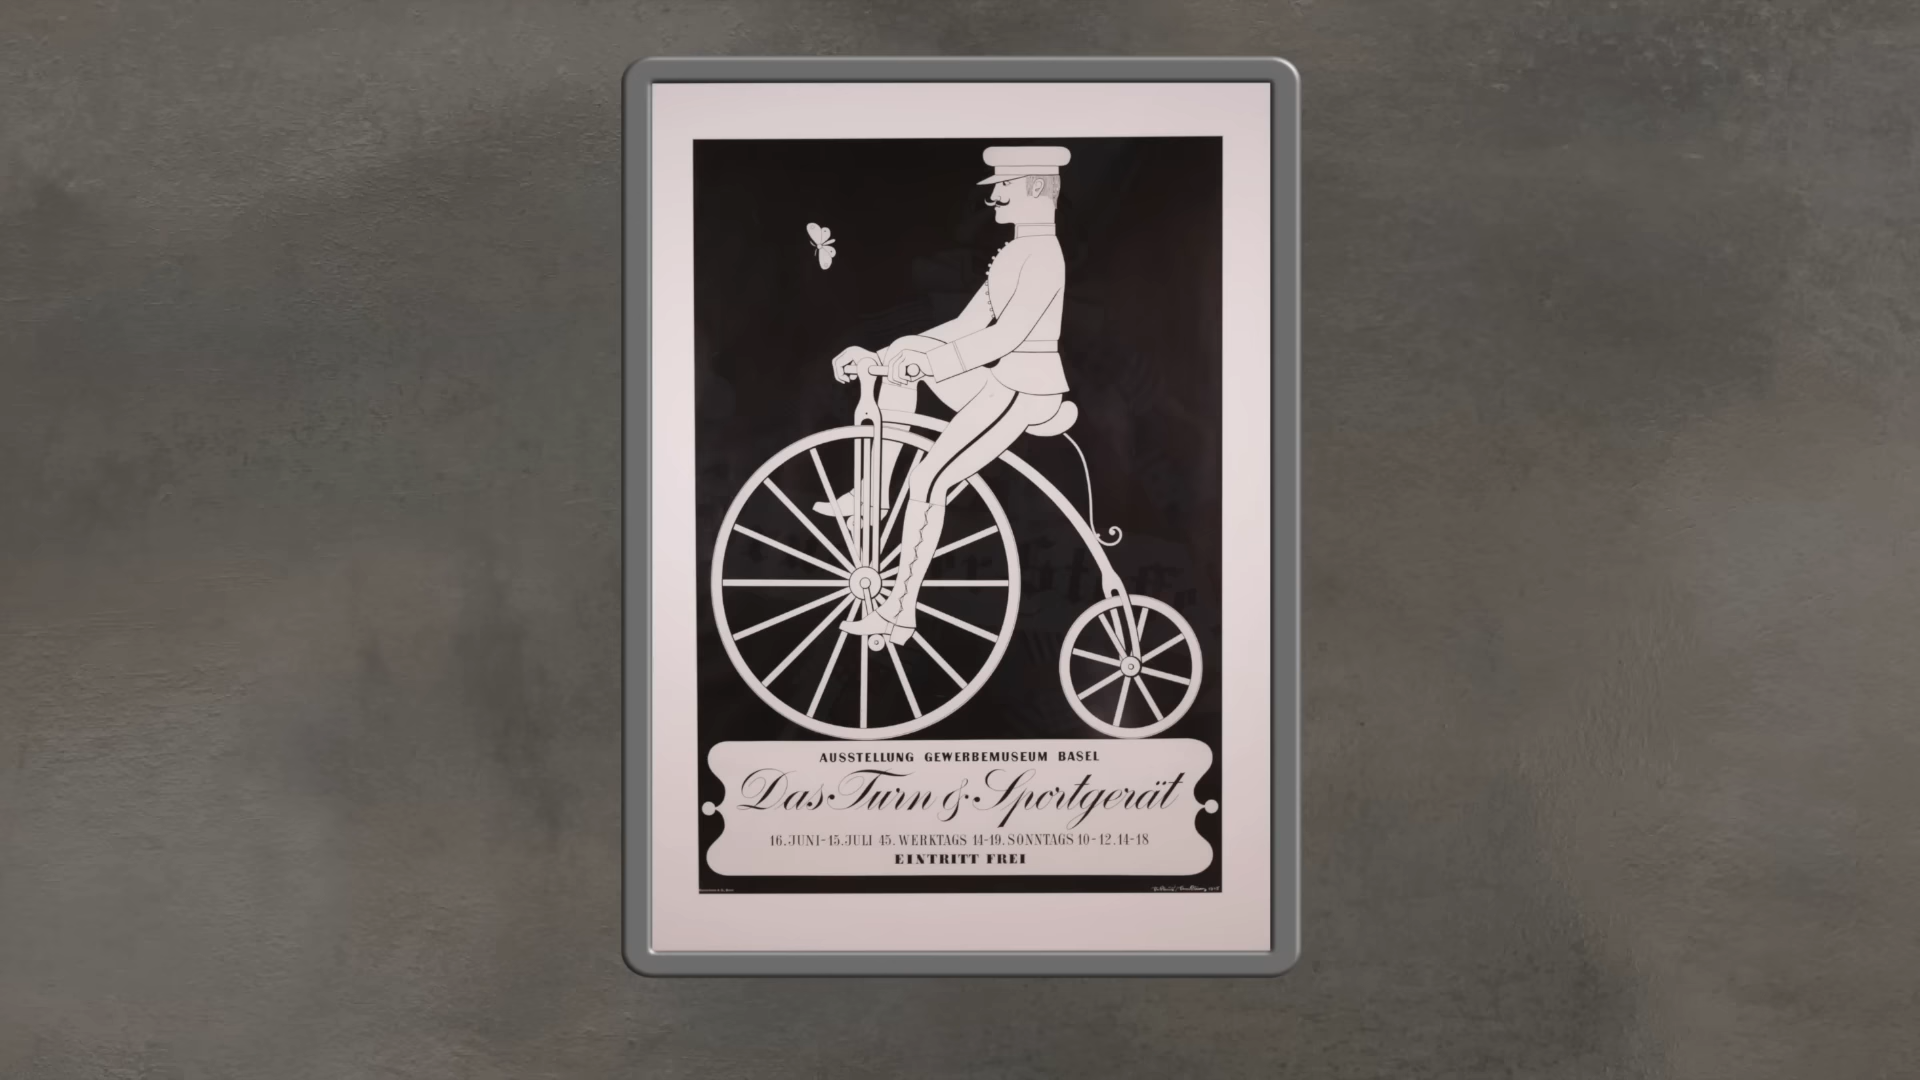 AUSSTELLUNG GEWERBEMUSEUM BASEL
Das Turn & Sportgerät
16. JUNI-15. JULI 45. WERKTAGS 14-19. SONNTAGS 10-12. 14-18
EINTRITT FREI